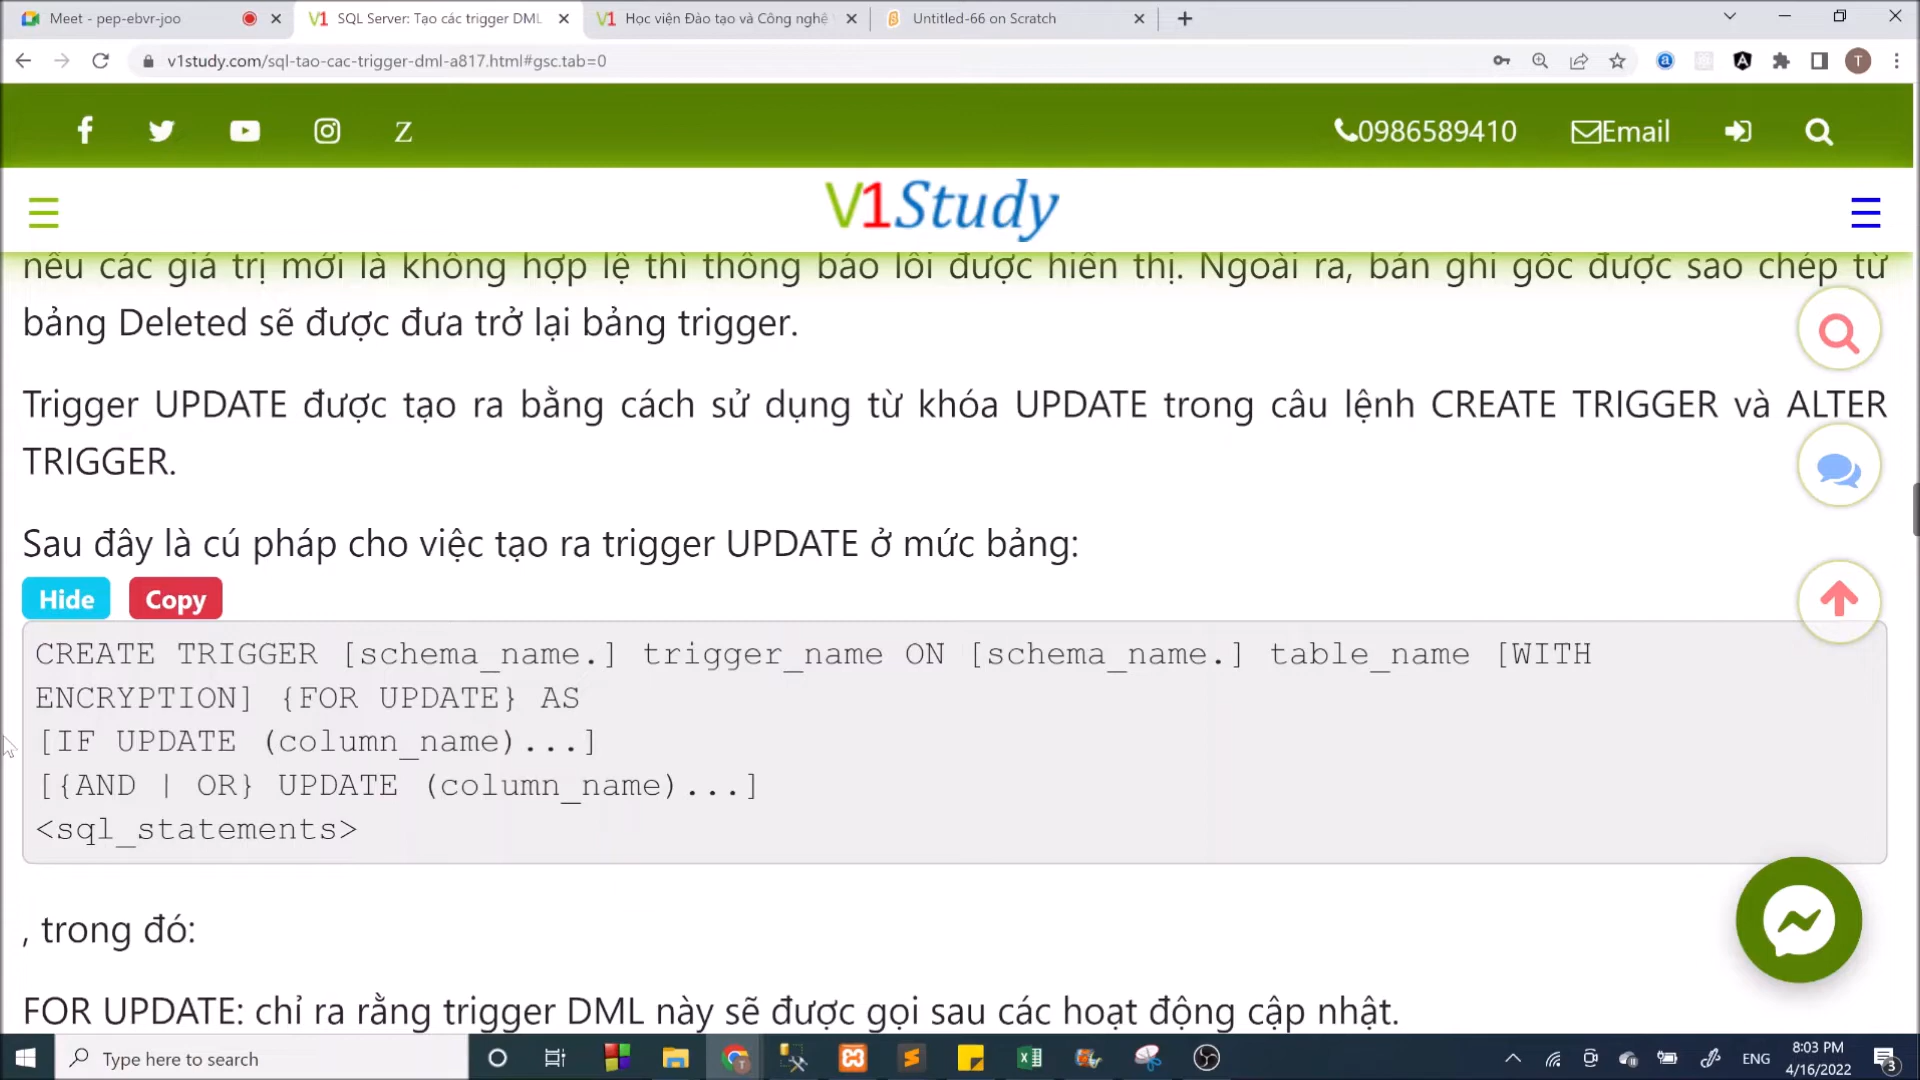 Meet - pep-ebvr-joo
SQL Server: Tạo các trigger DML
Học viện Đào tạo và Công nghệ
Untitled-66 on Scratch
v1study.com/sql-tao-cac-trigger-dml-a817.html#gsc.tab=0
T
Z
0986589410
Email
V1Study
nếu các giá trị mới là không hợp lệ thì thông báo lỗi được hiển thị. Ngoài ra, bản ghi gốc được sao chép từ
bảng Deleted sẽ được đưa trở lại bảng trigger.
Trigger UPDATE được tạo ra bằng cách sử dụng từ khóa UPDATE trong câu lệnh CREATE TRIGGER và ALTER
TRIGGER.
Sau đây là cú pháp cho việc tạo ra trigger UPDATE ở mức bảng:
Hide Copy
CREATE TRIGGER [schema_name.] trigger_name ON [schema_name.] table_name [WITH
ENCRYPTION] {FOR UPDATE} AS
[IF UPDATE (column_name)...]
[{AND | OR} UPDATE (column_name)...]
<sql_statements>
, trong đó:
FOR UPDATE: chỉ ra rằng trigger DML này sẽ được gọi sau các hoạt động cập nhật.
Type here to search
ENG
8:03 PM
4/16/2022
3